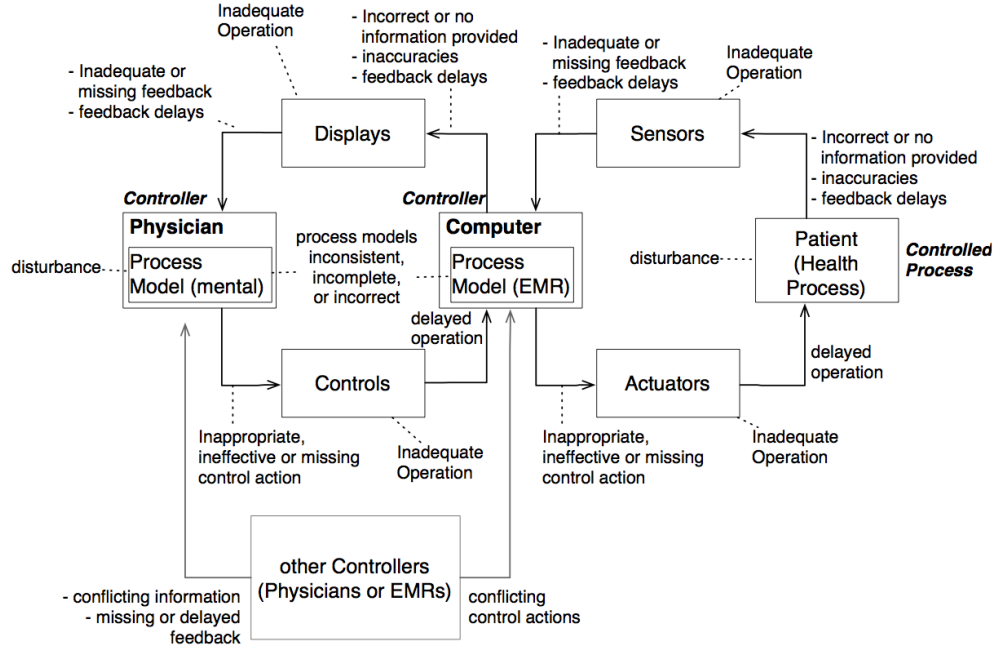 Inadequate
Operation
- Incorrect or no
information provided
- inaccuracies
- feedback delays
- Inadequate or
missing feedback
- feedback delays
Inadequate
Operation
- Inadequate or
missing feedback
- feedback delays
Displays
Sensors
- Incorrect or no
information provided
- inaccuracies
- feedback delays
Controller
Physician
Process
Model (mental)
disturbance
process models
inconsistent,
incomplete,
or incorrect
Controller
Computer
Process
Model (EMR)
disturbance
Patient
(Health
Process)
Controlled
Process
delayed
operation
Controls
Actuators
delayed
operation
Inappropriate,
ineffective or missing
control action
Inadequate
Operation
Inappropriate,
ineffective or missing
control action
Inadequate
Operation
other Controllers
(Physicians or EMRs)
- conflicting information
- missing or delayed
feedback
conflicting
control actions